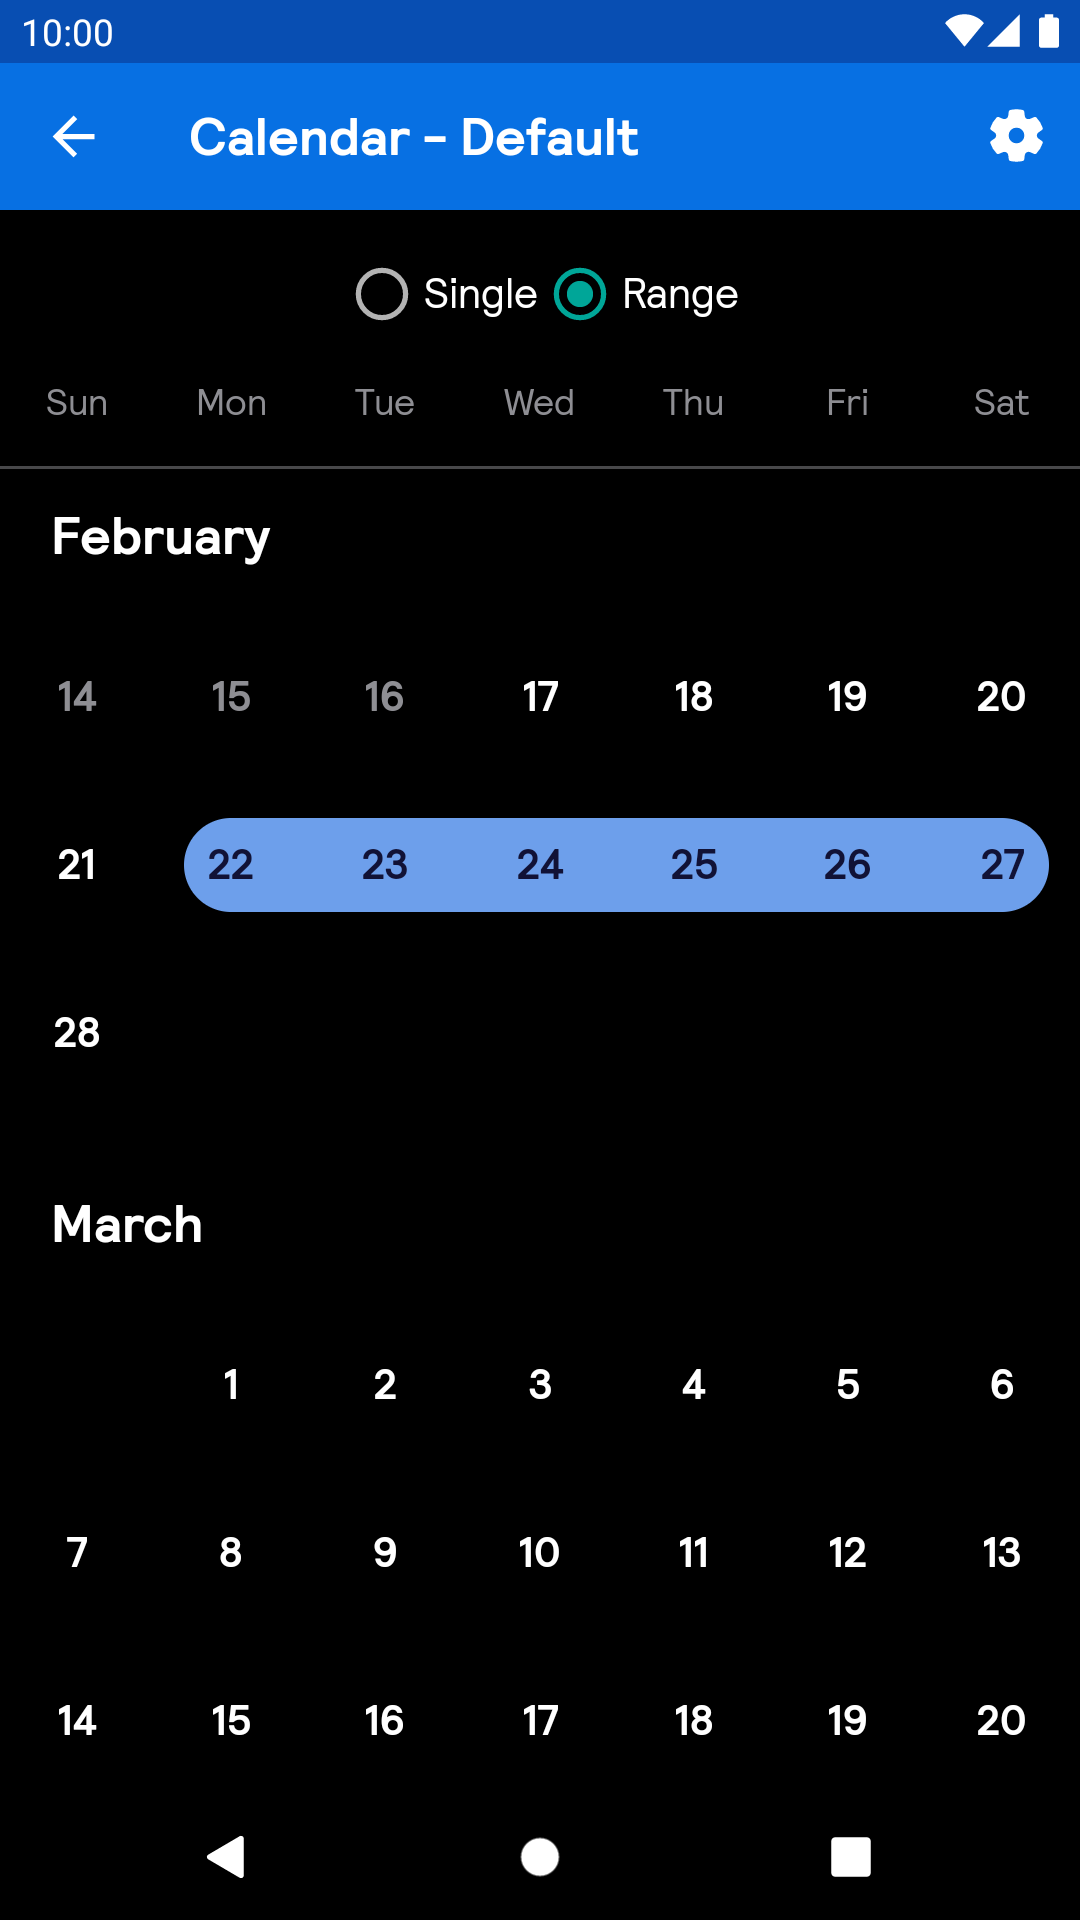 10:00
Calendar - Default
Single Range
Sun Mon Tue Wed Thu Fri Sat
February
14 15 16 17 18 19 20
21 22 23 24 25 26 27
28
March
1 2 3 4 5 6
7 8 9 10 11 12 13
14 15 16 17 18 19 20